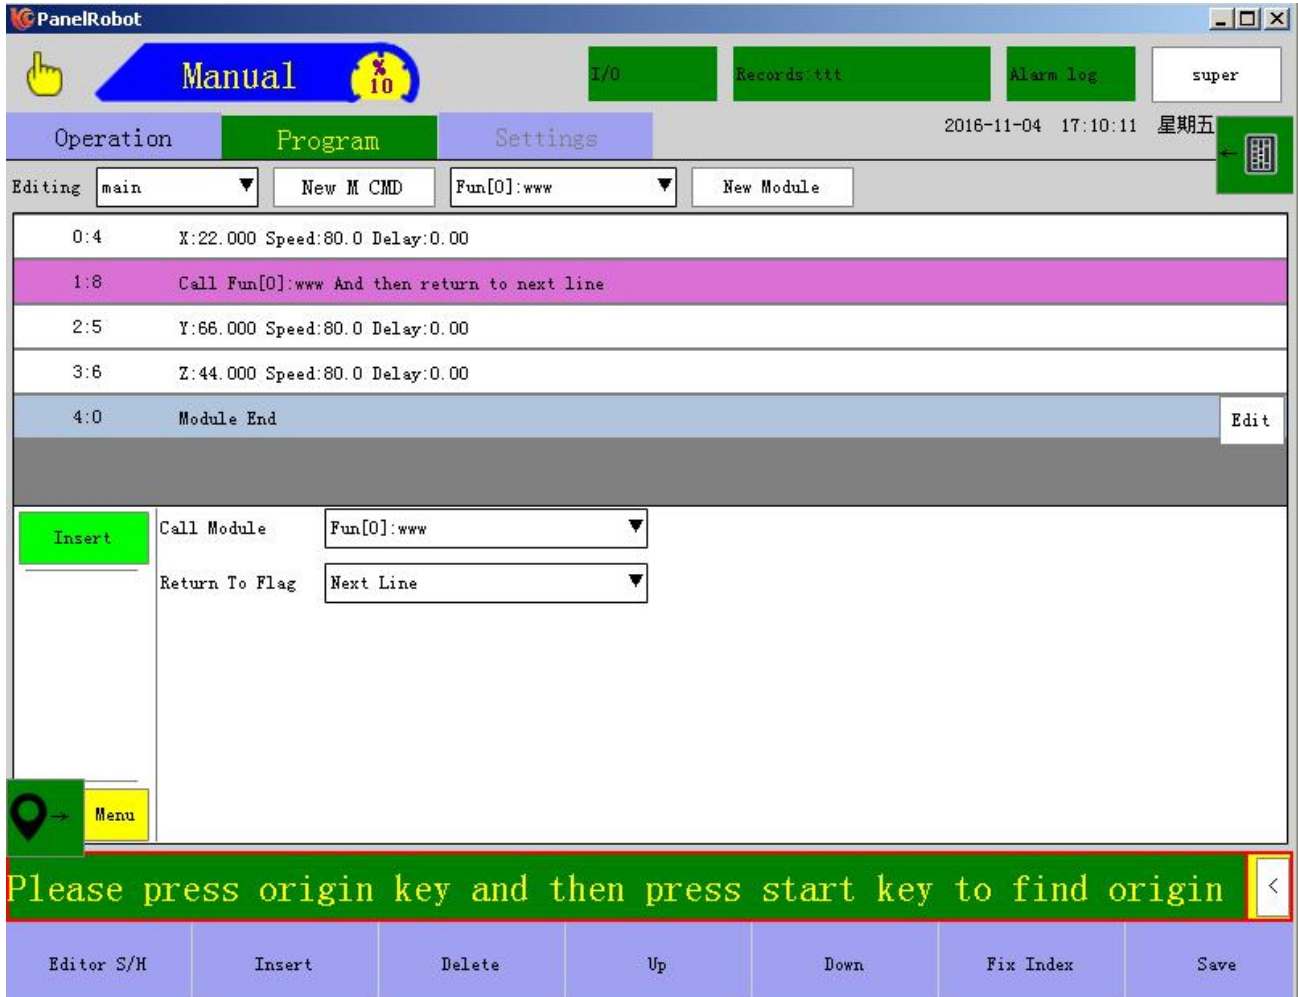 PanelRobot
Manual % 10 I/O Records:ttt Alarm log super
Operation Program Settings 2016-11-04 17:10:11 星期五
Editing main New M CMD Fun[0]:www New Module
0:4 X:22.000 Speed:80.0 Delay:0.00
1:8 Call Fun[0]:www And then return to next line
2:5 Y:66.000 Speed:80.0 Delay:0.00
3:6 Z:44.000 Speed:80.0 Delay:0.00
4:0 Module End Edit
Insert Call Module Fun[0]:www
Return To Flag Next Line
Menu
Please press origin key and then press start key to find origin <
Editor S/H Insert Delete Up Down Fix Index Save